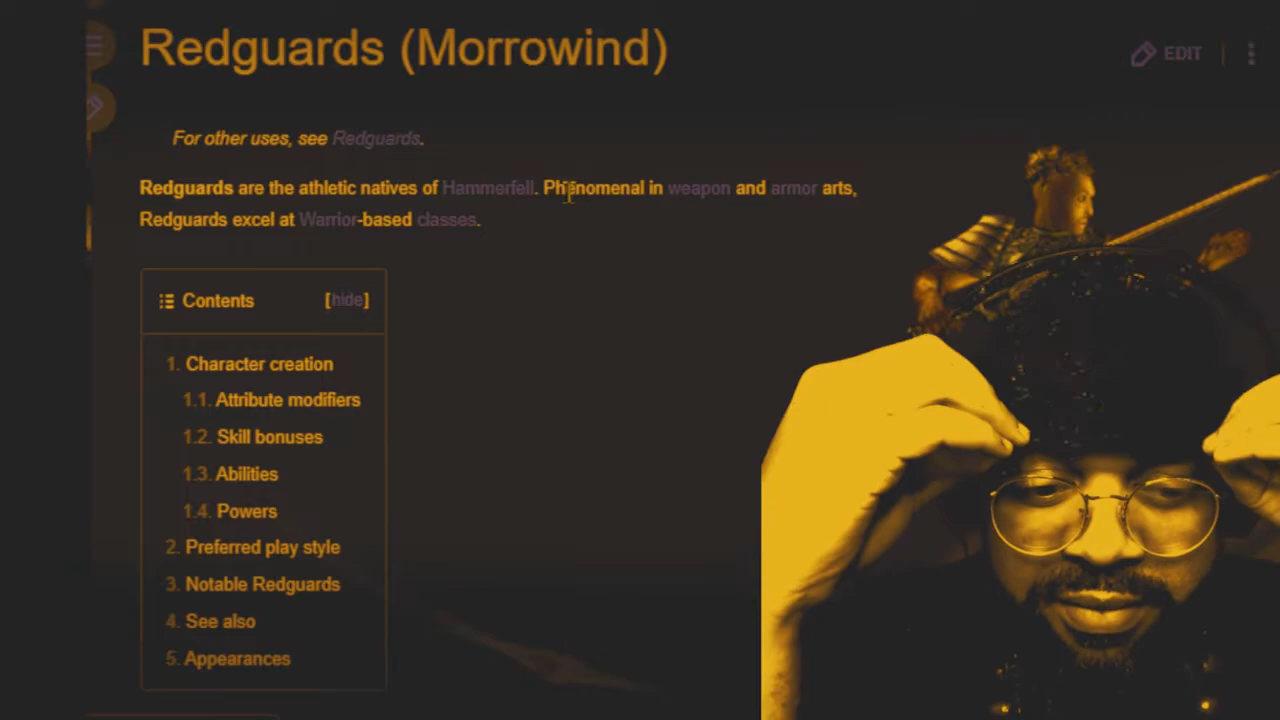 Redguards (Morrowind)
EDIT
For other uses, see Redguards.
Redguards are the athletic natives of Hammerfell. Phenomenal in weapon and armor arts,
Redguards excel at Warrior-based classes.
Contents [hide]
1. Character creation
1.1. Attribute modifiers
1.2. Skill bonuses
1.3. Abilities
1.4. Powers
2. Preferred play style
3. Notable Redguards
4. See also
5. Appearances